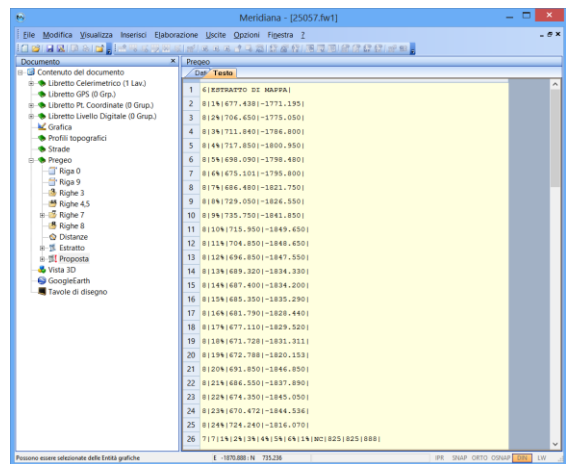 Meridiana - [25057.fw1]
File Modifica Visualizza Inserisci Elaborazione Uscite Opzioni Finestra ?
Documento
Contenuto del documento
Libretto Celerimetrico (1 Lav.)
Libretto GPS (0 Grp.)
Libretto Pt. Coordinate (0 Grup.)
Libretto Livello Digitale (0 Grup.)
Grafica
Profili topografici
Strade
Pregeo
Riga 0
Riga 9
Righe 3
Righe 4,5
Righe 7
Righe 8
Distanze
Estratto
Proposta
Vista 3D
GoogleEarth
Tavole di disegno
Pregeo
Testo
1 6|ESTRATTO DI MAPPA|
2 8|1%|677.438|-1771.195|
3 8|2%|706.650|-1775.050|
4 8|3%|711.840|-1786.800|
5 8|4%|717.850|-1800.950|
6 8|5%|698.090|-1798.480|
7 8|6%|675.101|-1795.800|
8 8|7%|686.480|-1821.750|
9 8|8%|729.050|-1826.550|
10 8|9%|735.750|-1841.850|
11 8|10%|715.950|-1849.650|
12 8|11%|704.850|-1848.650|
13 8|12%|696.850|-1847.550|
14 8|13%|689.320|-1834.330|
15 8|14%|687.400|-1834.200|
16 8|15%|685.350|-1835.290|
17 8|16%|681.790|-1828.440|
18 8|17%|677.110|-1829.520|
19 8|18%|671.728|-1831.311|
20 8|19%|672.788|-1820.153|
21 8|20%|691.850|-1846.850|
22 8|21%|686.550|-1837.890|
23 8|22%|674.350|-1845.050|
24 8|23%|670.472|-1844.536|
25 8|24%|724.240|-1816.070|
26 7|7|1%|2%|3%|4%|5%|6%|1%|NC|825|825|888|
Possono essere selezionate delle Entità grafiche
E -1870.888 : N 735.236
IPR SNAP ORTO OSNAP DIN LW